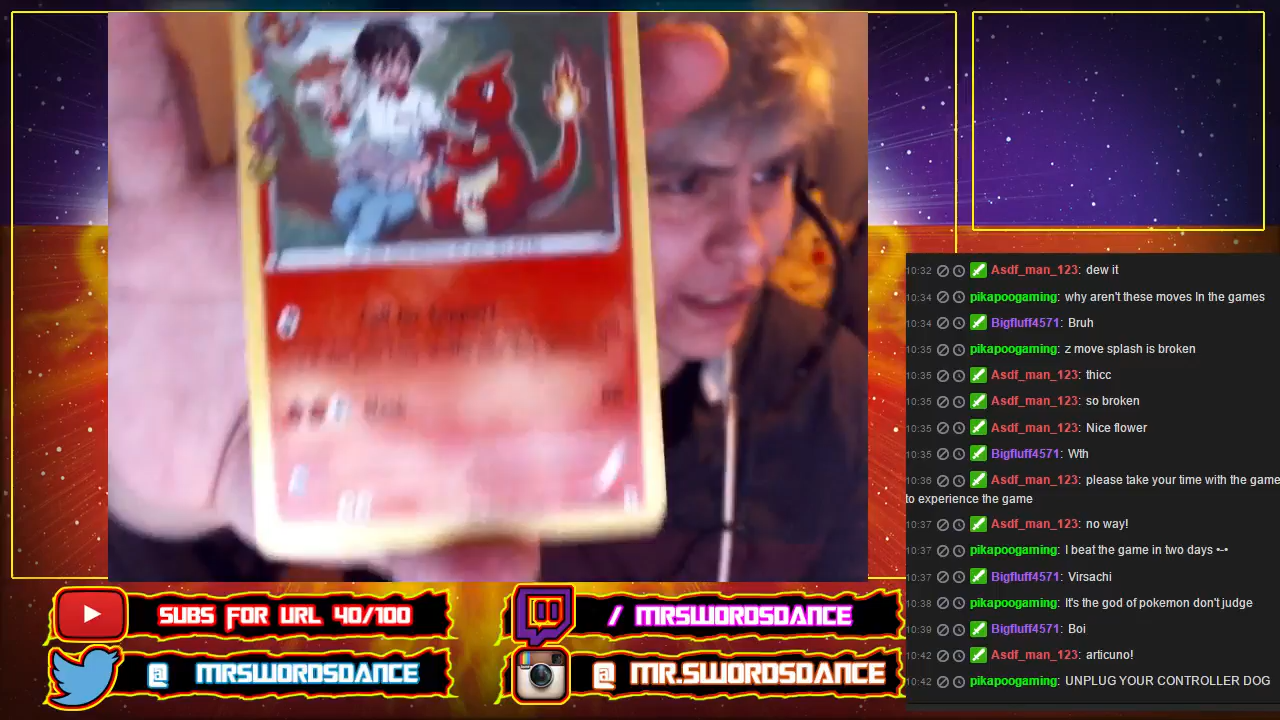 10:32 Asdf_man_123: dew it
10:34 pikapoogaming: why aren't these moves In the games
10:34 Bigfluff4571: Bruh
10:35 pikapoogaming: z move splash is broken
10:35 Asdf_man_123: thicc
10:35 Asdf_man_123: so broken
10:35 Asdf_man_123: Nice flower
10:35 Bigfluff4571: Wth
10:36 Asdf_man_123: please take your time with the game
to experience the game
10:37 Asdf_man_123: no way!
10:37 pikapoogaming: I beat the game in two days •-•
10:37 Bigfluff4571: Virsachi
10:38 pikapoogaming: It's the god of pokemon don't judge
10:39 Bigfluff4571: Boi
10:42 Asdf_man_123: articuno!
10:42 pikapoogaming: UNPLUG YOUR CONTROLLER DOG
SUBS FOR URL 40/100
/ MRSWORDSDANCE
@ MRSWORDSDANCE
@ MR.SWORDSDANCE